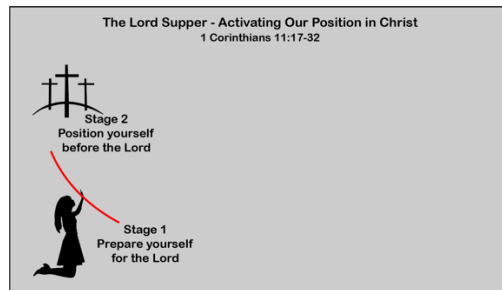 The Lord Supper - Activating Our Position in Christ
1 Corinthians 11:17-32
Stage 2
Position yourself
before the Lord
Stage 1
Prepare yourself
for the Lord